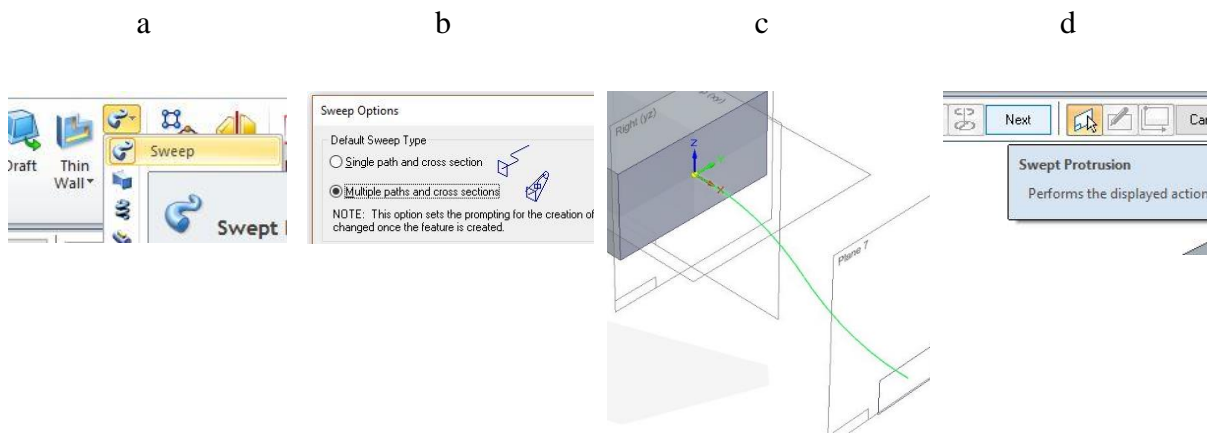 a b c d
Draft
Thin
Wall
Sweep
Swept
Sweep Options
Default Sweep Type
Single path and cross section
Multiple paths and cross sections
NOTE: This option sets the prompting for the creation of
changed once the feature is created.
Right (yz)
(xy)
Z
Y
X
Plane 7
Next
Swept Protrusion
Performs the displayed action